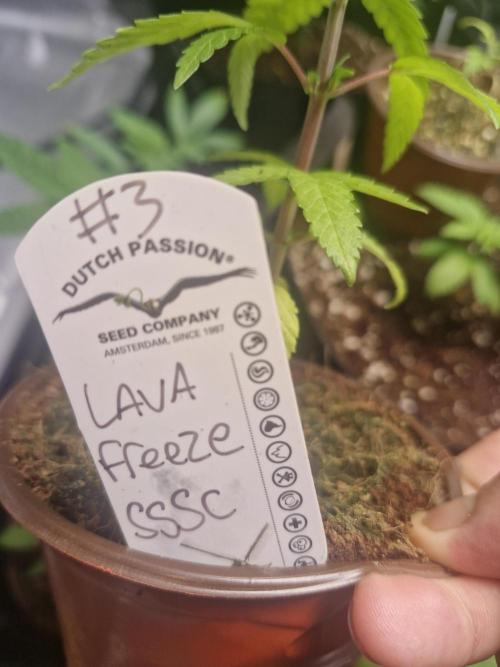 #3
DUTCH PASSION®
SEED COMPANY
AMSTERDAM, SINCE 1987
LAVA
Freeze
SSSC